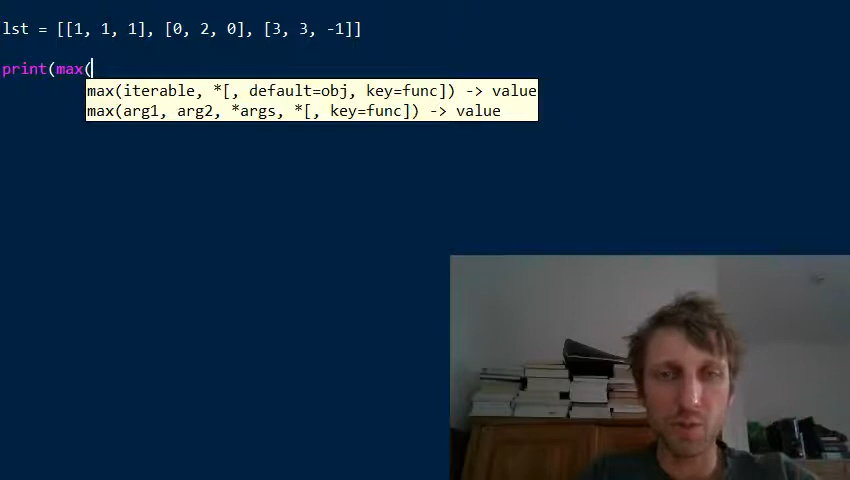 lst = [[1, 1, 1], [0, 2, 0], [3, 3, -1]]
print(max(
max(iterable, *[, default=obj, key=func]) -> value
max(arg1, arg2, *args, *[, key=func]) -> value